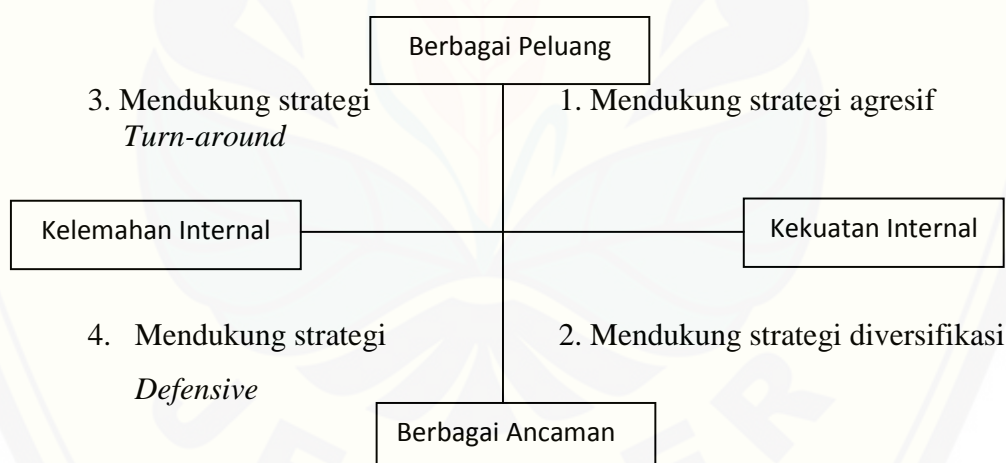 Berbagai Peluang
3. Mendukung strategi
Turn-around
1. Mendukung strategi agresif
Kelemahan Internal
Kekuatan Internal
4. Mendukung strategi
Defensive
2. Mendukung strategi diversifikasi
Berbagai Ancaman